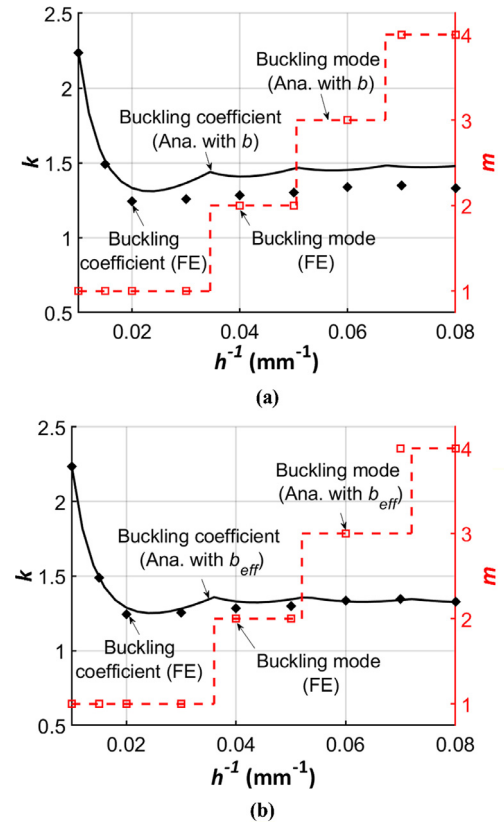 2.5
2
1.5
1
0.5
k
4
3
2
1
m
Buckling mode
(Ana. with b)
Buckling coefficient
(Ana. with b)
Buckling
coefficient (FE)
Buckling mode
(FE)
0.02
0.04
0.06
0.08
h⁻¹ (mm⁻¹)
(a)
2.5
2
1.5
1
0.5
k
4
3
2
1
m
Buckling mode
(Ana. with b_eff)
Buckling coefficient
(Ana. with b_eff)
Buckling
coefficient (FE)
Buckling mode
(FE)
0.02
0.04
0.06
0.08
h⁻¹ (mm⁻¹)
(b)